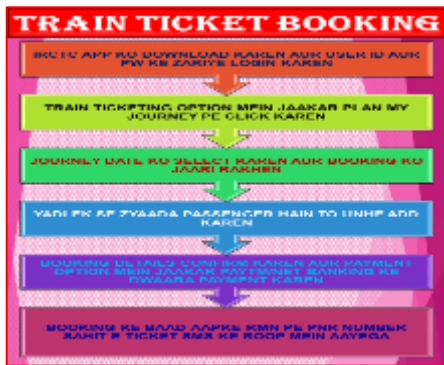 TRAIN TICKET BOOKING
IRCTC APP KO DOWNLOAD KAREN AUR USER ID AUR
PW KE ZARIYE LOGIN KAREN
TRAIN TICKETING OPTION MEIN JAAKAR PLAN MY
JOURNEY PE CLICK KAREN
JOURNEY DATE KO SELECT KAREN AUR BOOKING KO
JAARI RAKHEN
YADI EK SE ZYAADA PASSENGER HAIN TO UNHE ADD
KAREN
BOOKING DETAILS CONFIRM KAREN AUR PAYMENT
OPTION MEIN JAAKAR PAYTM/NET BANKING KE
DWAARA PAYMENT KAREN
BOOKING KE BAAD AAPKE RMN PE PNR NUMBER
SAHIT E TICKET SMS KE ROOP MEIN AAYEGA